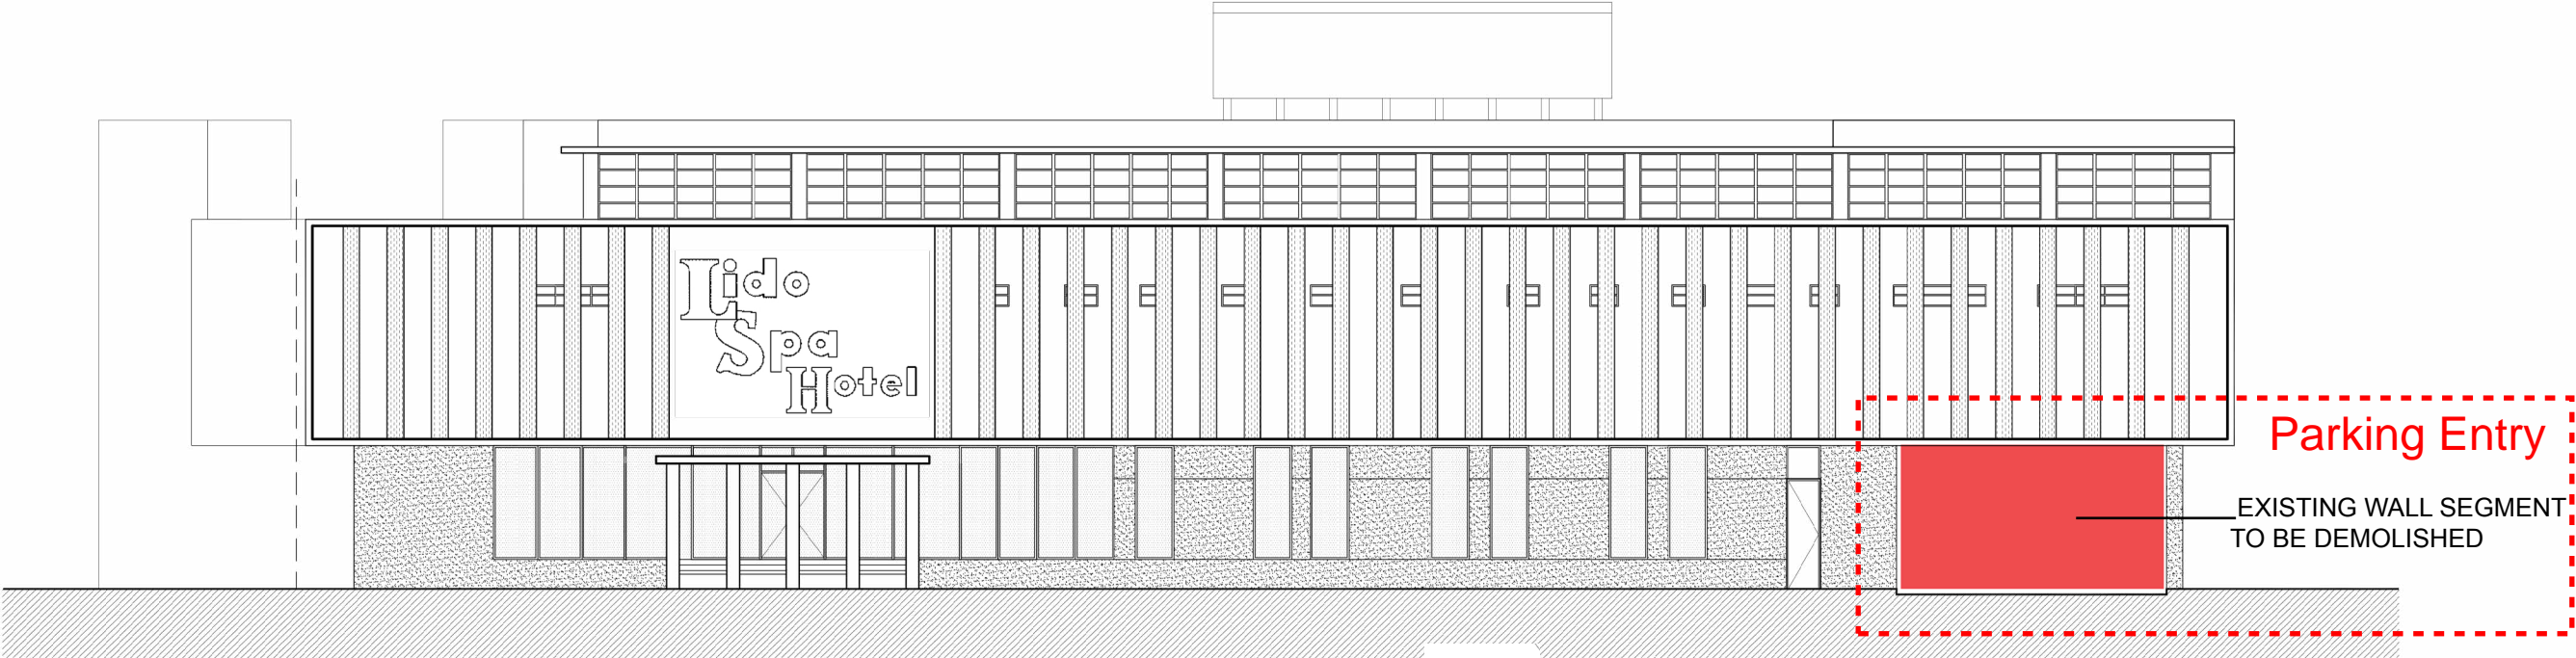 Lido
Spa
Hotel
Parking Entry
EXISTING WALL SEGMENT
TO BE DEMOLISHED